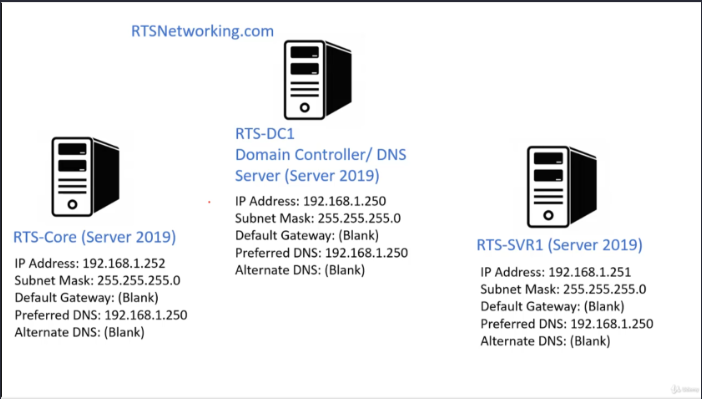 RTSNetworking.com
RTS-DC1
Domain Controller/ DNS
Server (Server 2019)
IP Address: 192.168.1.250
Subnet Mask: 255.255.255.0
Default Gateway: (Blank)
Preferred DNS: 192.168.1.250
Alternate DNS: (Blank)
RTS-Core (Server 2019)
IP Address: 192.168.1.252
Subnet Mask: 255.255.255.0
Default Gateway: (Blank)
Preferred DNS: 192.168.1.250
Alternate DNS: (Blank)
RTS-SVR1 (Server 2019)
IP Address: 192.168.1.251
Subnet Mask: 255.255.255.0
Default Gateway: (Blank)
Preferred DNS: 192.168.1.250
Alternate DNS: (Blank)